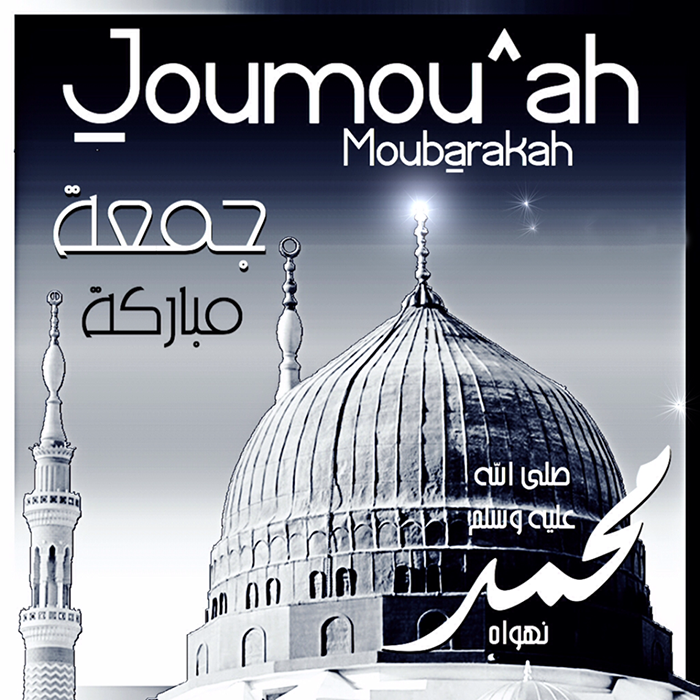 Joumou^ah
Moubarakah
جمعة
مباركة
صلى الله
عليه وسلم
محمد
نهواه